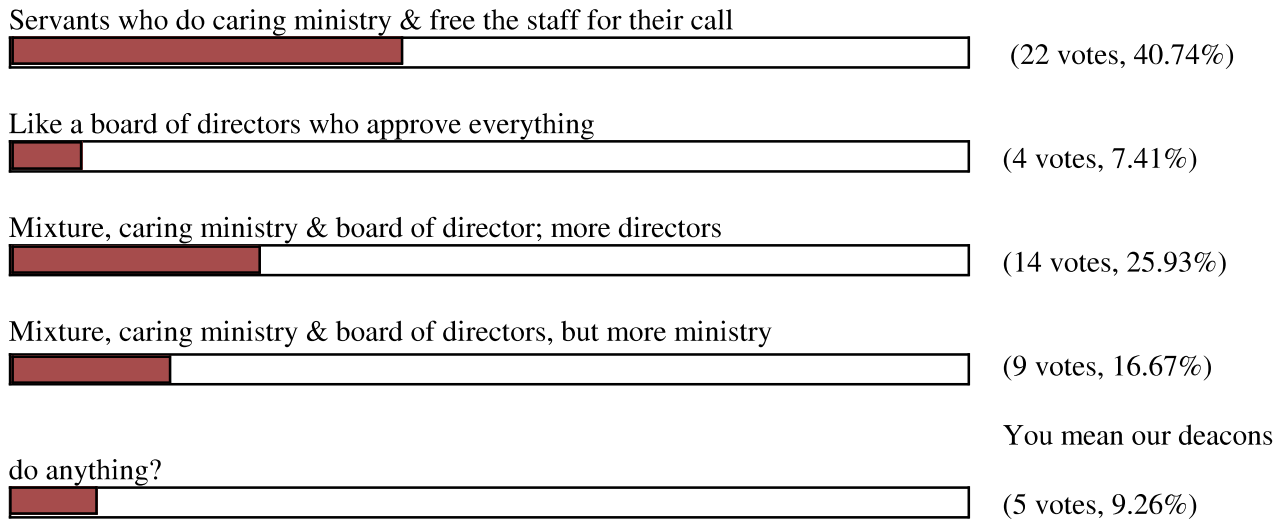 Servants who do caring ministry & free the staff for their call
(22 votes, 40.74%)
Like a board of directors who approve everything
(4 votes, 7.41%)
Mixture, caring ministry & board of director; more directors
(14 votes, 25.93%)
Mixture, caring ministry & board of directors, but more ministry
(9 votes, 16.67%)
You mean our deacons
do anything?
(5 votes, 9.26%)